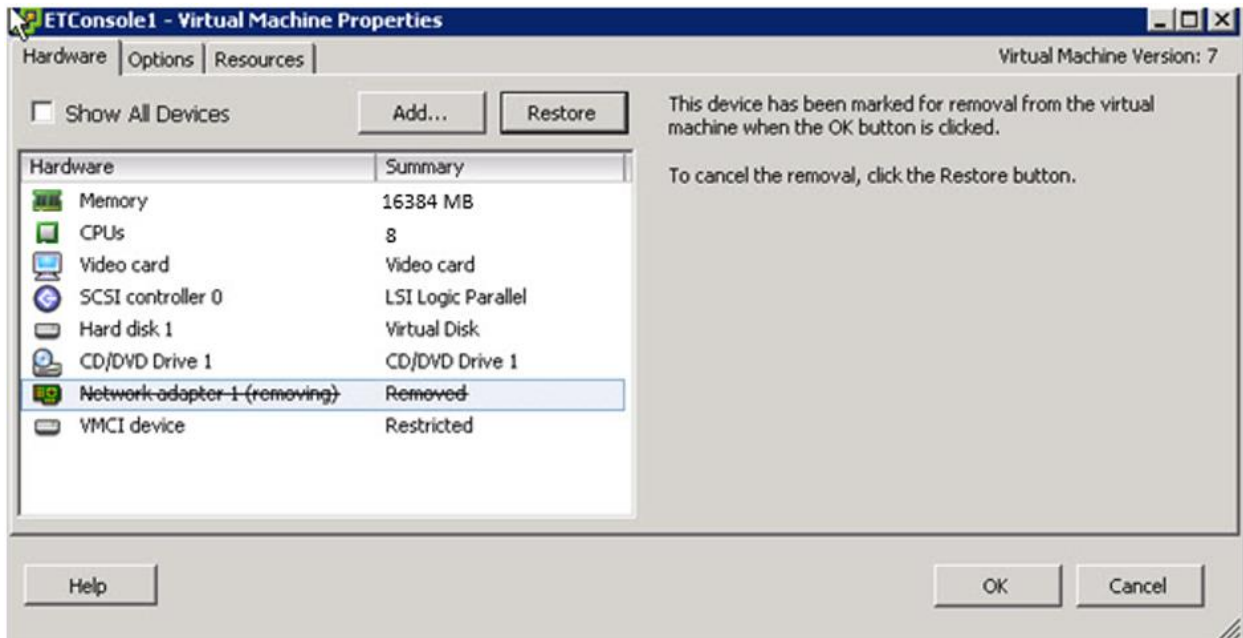 ETConsole1 - Virtual Machine Properties
Hardware Options Resources Virtual Machine Version: 7
Show All Devices Add... Restore
This device has been marked for removal from the virtual
machine when the OK button is clicked.
To cancel the removal, click the Restore button.
Hardware Summary
Memory 16384 MB
CPUs 8
Video card Video card
SCSI controller 0 LSI Logic Parallel
Hard disk 1 Virtual Disk
CD/DVD Drive 1 CD/DVD Drive 1
Network adapter 1 (removing) Removed
VMCI device Restricted
Help OK Cancel